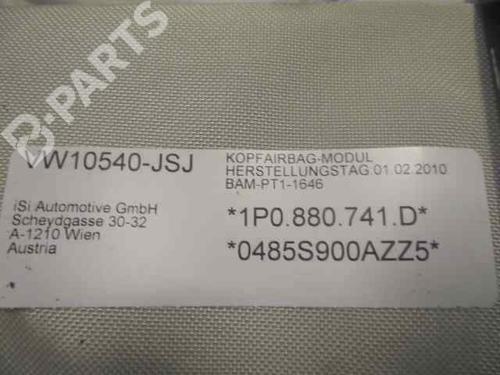 B-PARTS
VW10540-JSJ
KOPFAIRBAG-MODUL
HERSTELLUNGSTAG:01.02.2010
BAM-PT1-1646
iSi Automotive GmbH
Scheydgasse 30-32
A-1210 Wien
Austria
*1P0.880.741.D*
*0485S900AZZ5*